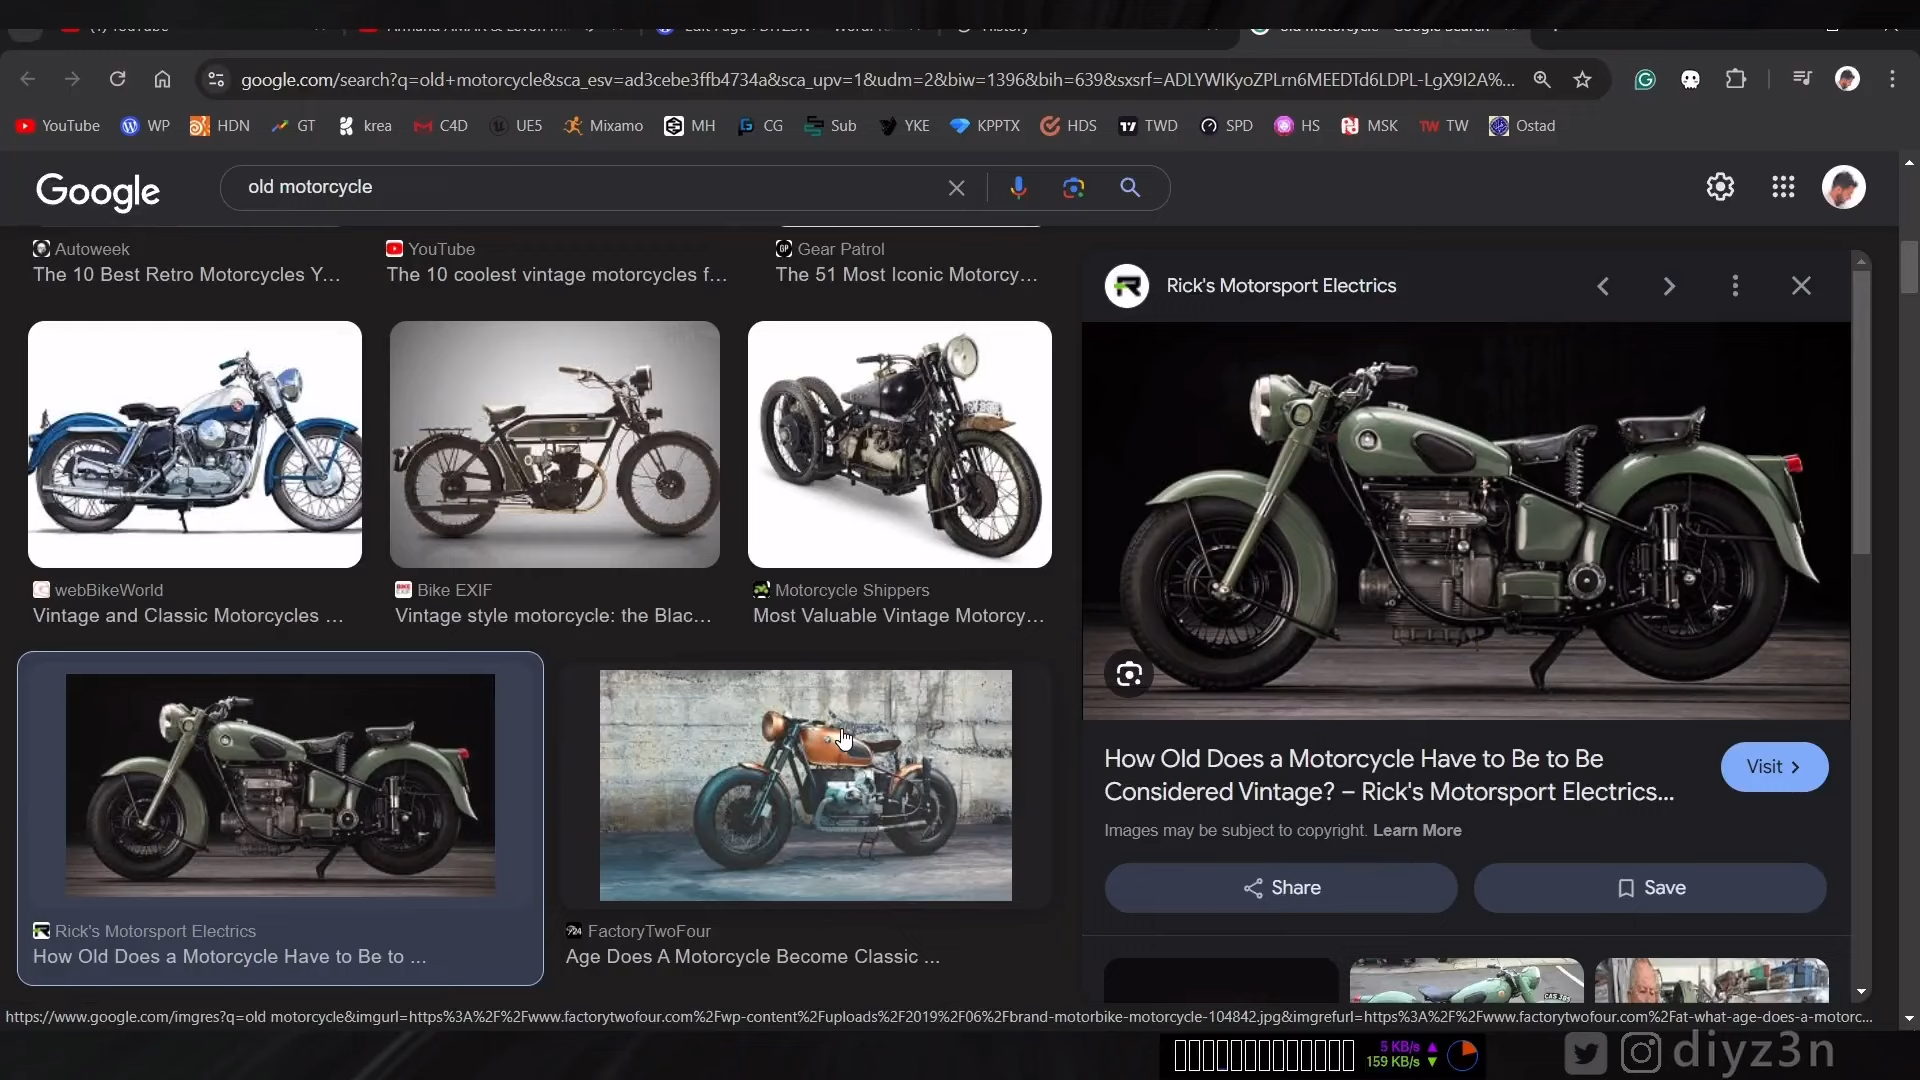 google.com/search?q=old+motorcycle&sca_esv=ad3cebe3ffb4734a&sca_upv=1&udm=2&biw=1396&bih=639&sxsrf=ADLYWIKyoZPLrn6MEEDTd6LDPL-LgX9I2A%...
YouTube WP HDN GT krea C4D UE5 Mixamo MH CG Sub YKE KPPTX HDS TWD SPD HS MSK TW Ostad
Google old motorcycle
Autoweek YouTube Gear Patrol
The 10 Best Retro Motorcycles Y... The 10 coolest vintage motorcycles f... The 51 Most Iconic Motorcy...
Rick's Motorsport Electrics
webBikeWorld Bike EXIF Motorcycle Shippers
Vintage and Classic Motorcycles ... Vintage style motorcycle: the Blac... Most Valuable Vintage Motorcy...
How Old Does a Motorcycle Have to Be to Be
Considered Vintage? – Rick's Motorsport Electrics...
Visit
Images may be subject to copyright. Learn More
Share Save
Rick's Motorsport Electrics FactoryTwoFour
How Old Does a Motorcycle Have to Be to ... Age Does A Motorcycle Become Classic ...
https://www.google.com/imgres?q=old motorcycle&imgurl=https%3A%2F%2Fwww.factorytwofour.com%2Fwp-content%2Fuploads%2F2019%2F06%2Fbrand-motorbike-motorcycle-104842.jpg&imgrefurl=https%3A%2F%2Fwww.factorytwofour.com%2Fat-what-age-does-a-motorc...
5 KB/s
159 KB/s
diyz3n